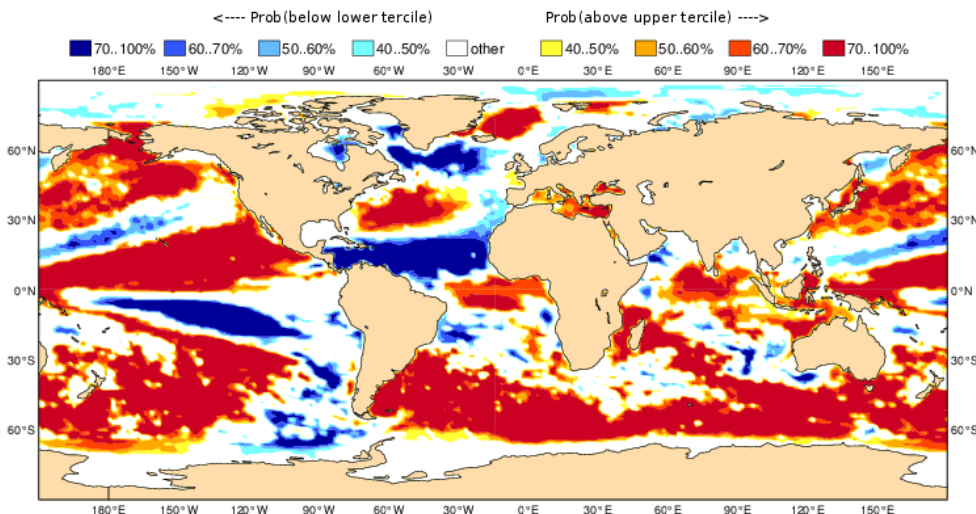 <---- Prob(below lower tercile) Prob(above upper tercile) ---->
70..100% 60..70% 50..60% 40..50% other 40..50% 50..60% 60..70% 70..100%
180°E 150°W 120°W 90°W 60°W 30°W 0°E 30°E 60°E 90°E 120°E 150°E
60°N 60°N
30°N 30°N
0°N 0°N
30°S 30°S
60°S 60°S
180°E 150°W 120°W 90°W 60°W 30°W 0°E 30°E 60°E 90°E 120°E 150°E